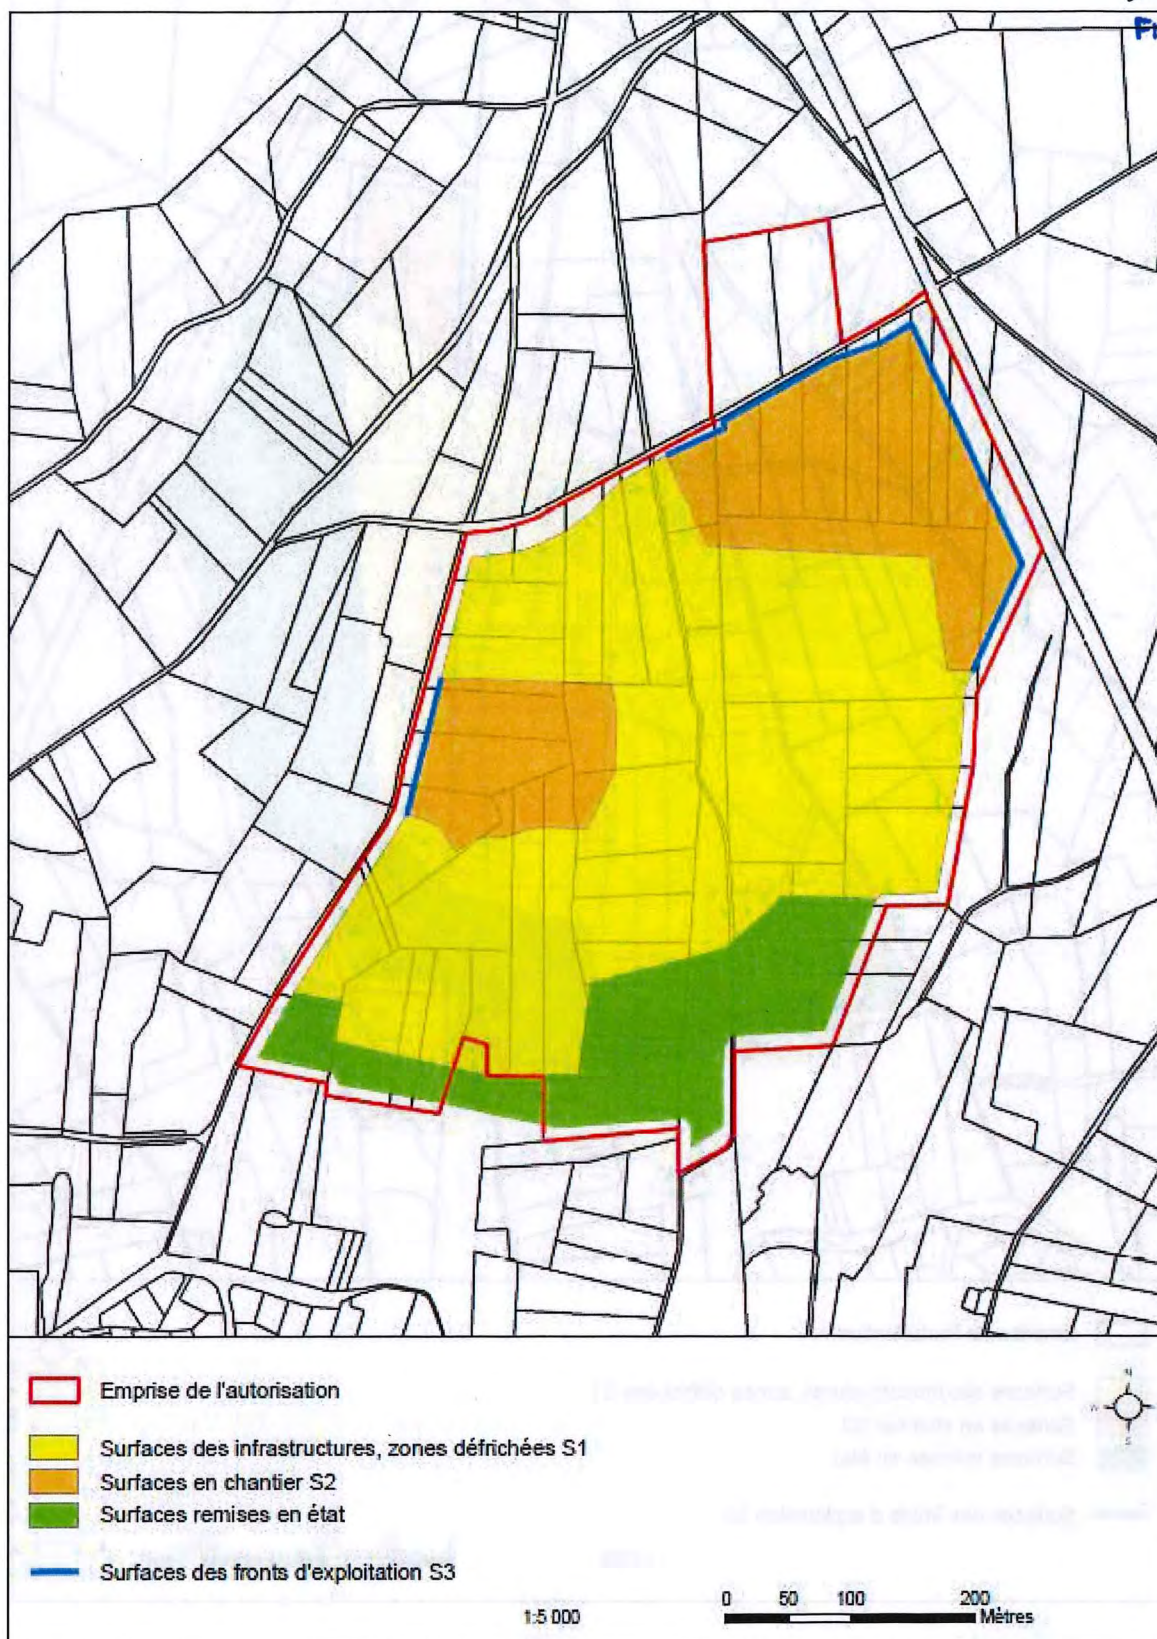 Emprise de l'autorisation
Surfaces des infrastructures, zones défrichées S1
Surfaces en chantier S2
Surfaces remises en état
Surfaces des fronts d'exploitation S3
N
W
S
1:5 000
0 50 100 200
Mètres